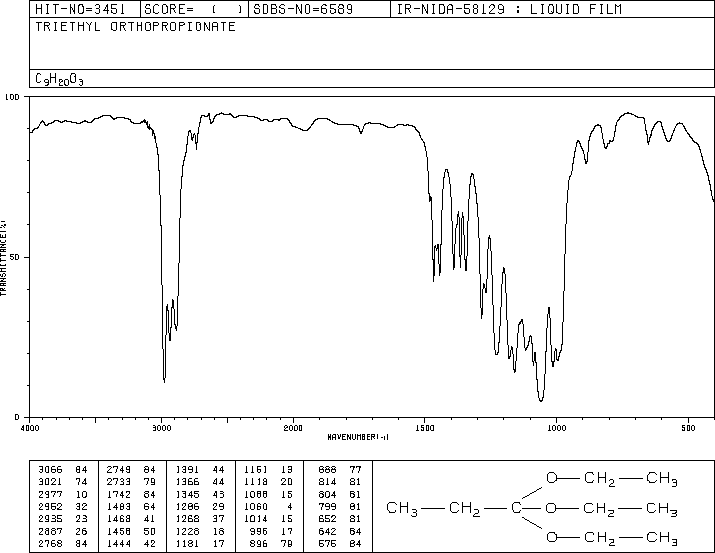 HIT-NO=3451 SCORE= ( ) SDBS-NO=6589 IR-NIDA-58129 : LIQUID FILM
TRIETHYL ORTHOPROPIONATE
C9H20O3
100
50
0
TRANSMITTANCE(%)
4000 3000 2000 1500 1000 500
WAVENUMBER(-1)
3066 84 2749 84 1391 44 1161 13 888 77
3021 74 2733 79 1366 44 1118 20 814 81
2977 10 1742 84 1345 45 1088 15 804 81
2952 32 1483 64 1286 29 1060 4 799 81
2935 23 1468 41 1268 37 1014 15 652 81
2887 26 1458 50 1228 18 996 17 642 84
2768 84 1444 42 1181 17 896 79 576 84
O—CH2—CH3
CH3—CH2—C—O—CH2—CH3
O—CH2—CH3